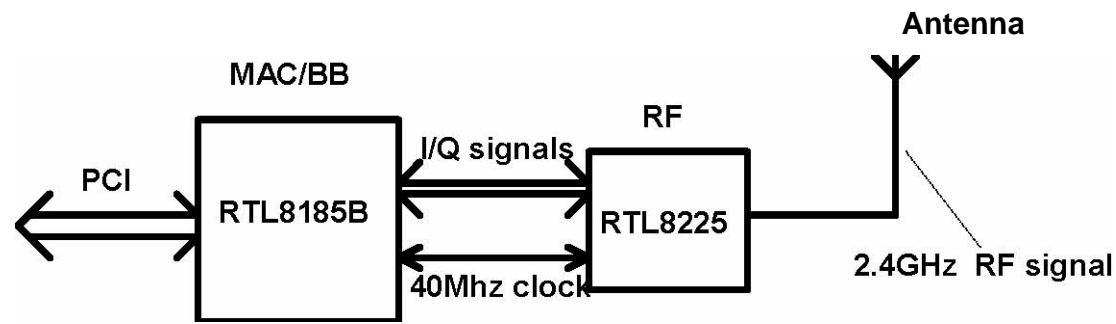 Antenna
MAC/BB
RF
I/Q signals
PCI
RTL8185B
RTL8225
40Mhz clock
2.4GHz RF signal